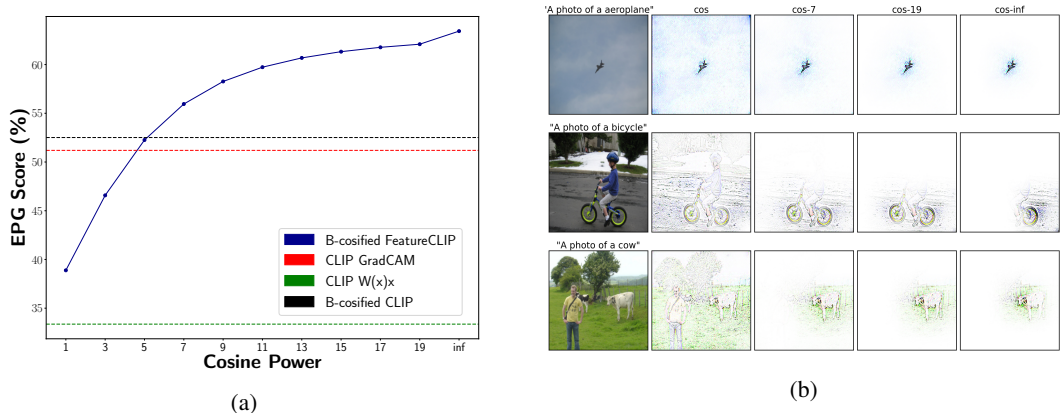 EPG Score (%)
60
55
50
45
40
35
B-cosified FeatureCLIP
CLIP GradCAM
CLIP W(x)x
B-cosified CLIP
1 3 5 7 9 11 13 15 17 19 inf
Cosine Power
(a)
"A photo of a aeroplane" cos cos-7 cos-19 cos-inf
"A photo of a bicycle"
"A photo of a cow"
(b)